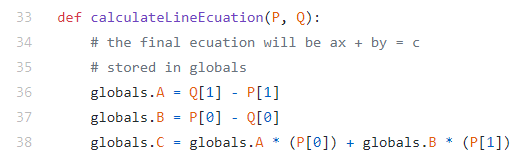 33 def calculateLineEcuation(P, Q):
34 # the final ecuation will be ax + by = c
35 # stored in globals
36 globals.A = Q[1] - P[1]
37 globals.B = P[0] - Q[0]
38 globals.C = globals.A * (P[0]) + globals.B * (P[1])